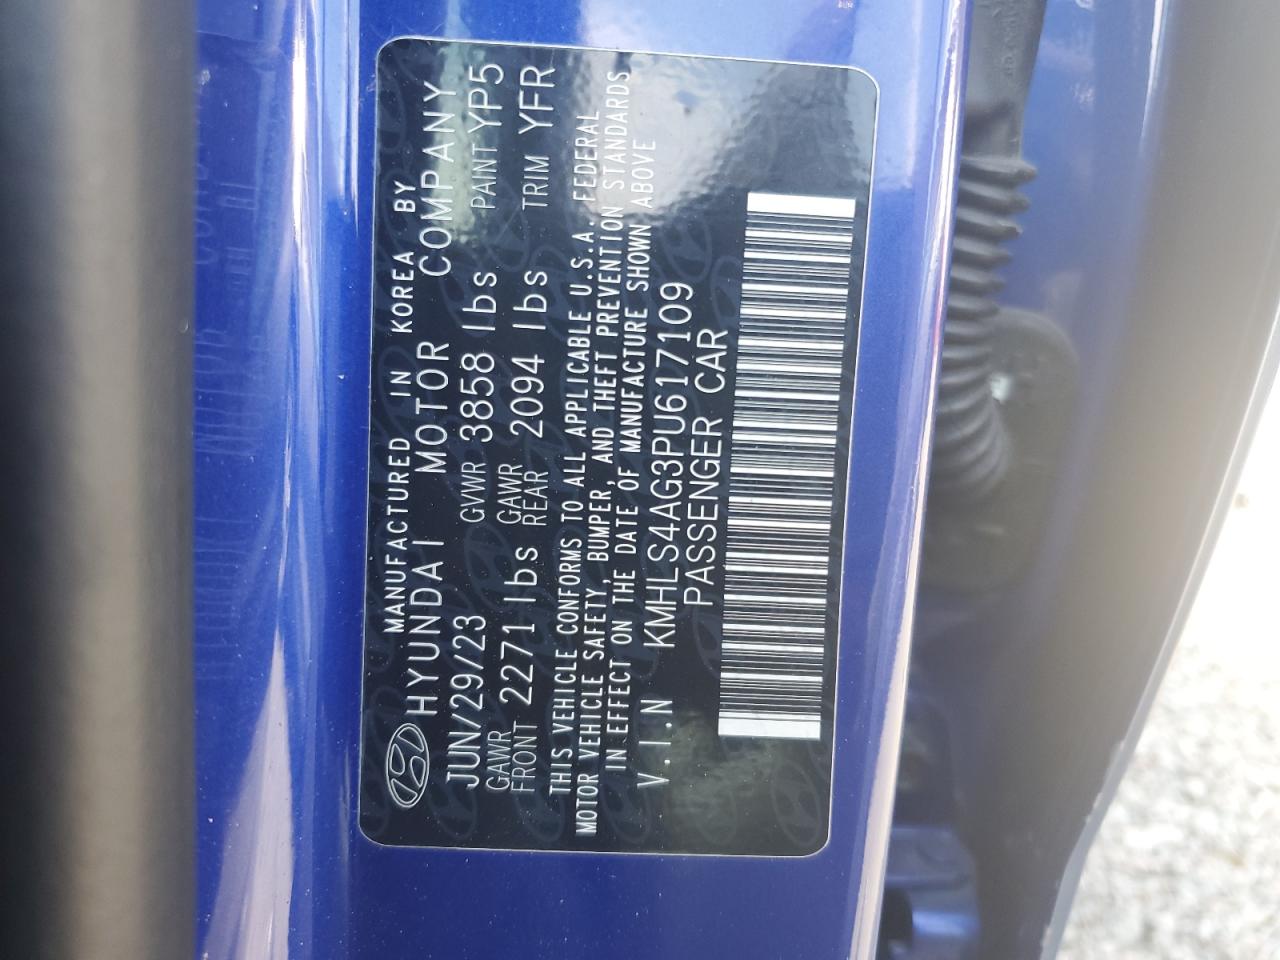 MANUFACTURED IN KOREA BY
HYUNDAI MOTOR COMPANY
JUN/29/23 GVWR 3858 lbs PAINT YP5
GAWR FRONT 2271 lbs GAWR REAR 2094 lbs TRIM YFR
THIS VEHICLE CONFORMS TO ALL APPLICABLE U.S.A. FEDERAL
MOTOR VEHICLE SAFETY, BUMPER, AND THEFT PREVENTION STANDARDS
IN EFFECT ON THE DATE OF MANUFACTURE SHOWN ABOVE
V.I.N KMHLS4AG3PU617109
PASSENGER CAR